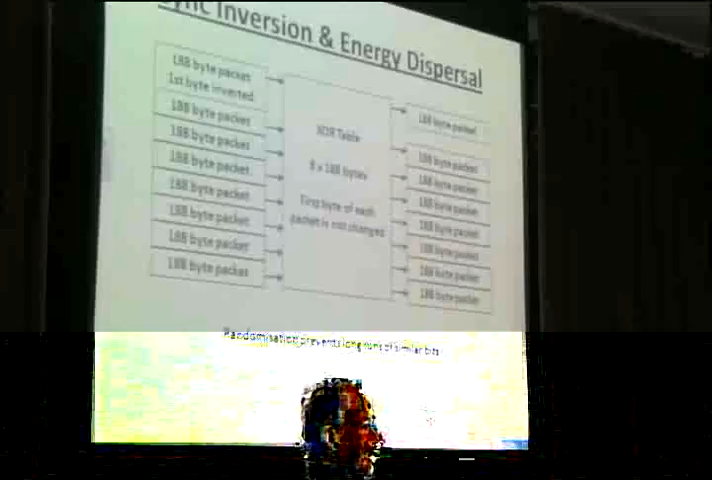 Sync Inversion & Energy Dispersal
188 byte packet
1st byte inverted
188 byte packet
188 byte packet
188 byte packet
188 byte packet
188 byte packet
188 byte packet
188 byte packet
XOR Table
8 x 188 bytes
First byte of each
packet is not changed
188 byte packet
188 byte packet
188 byte packet
188 byte packet
188 byte packet
188 byte packet
188 byte packet
188 byte packet
Randomisation prevents long runs of similar bits